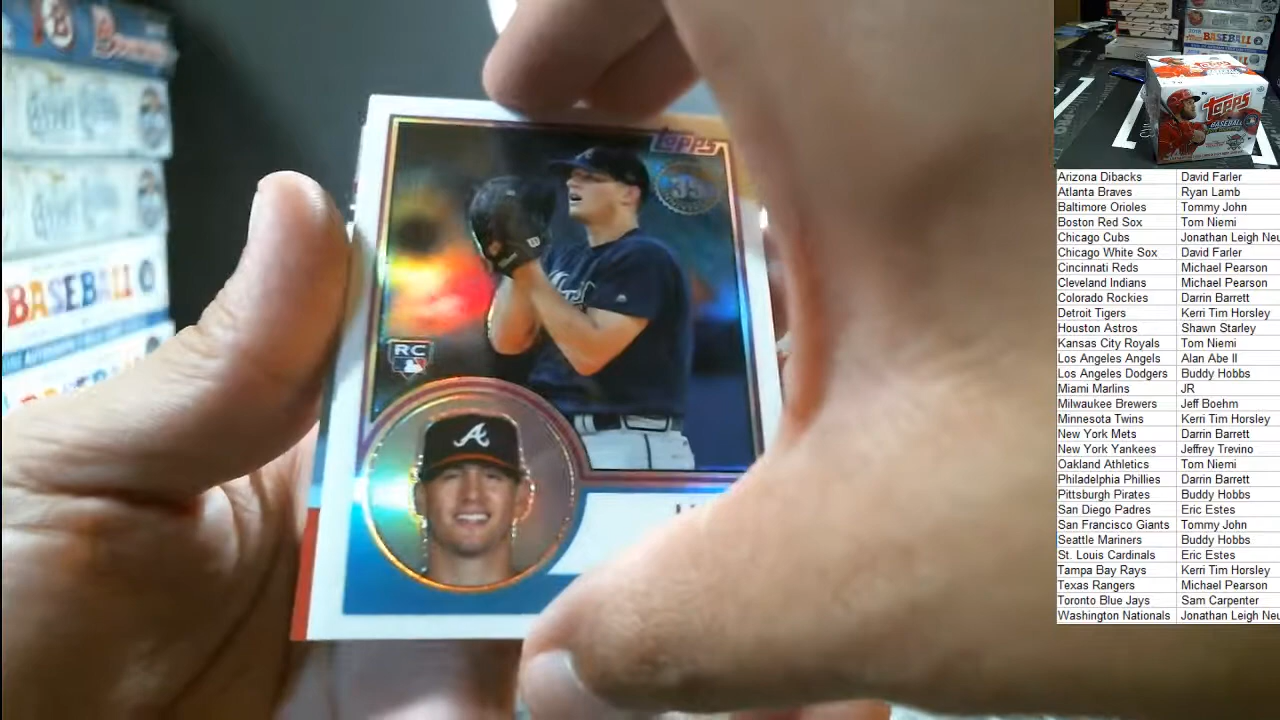 Topps
35
RC
A
BASEBALL
Topps
BASEBALL
BASEBALL
Arizona Dibacks David Farler
Atlanta Braves Ryan Lamb
Baltimore Orioles Tommy John
Boston Red Sox Tom Niemi
Chicago Cubs Jonathan Leigh Neu
Chicago White Sox David Farler
Cincinnati Reds Michael Pearson
Cleveland Indians Michael Pearson
Colorado Rockies Darrin Barrett
Detroit Tigers Kerri Tim Horsley
Houston Astros Shawn Starley
Kansas City Royals Tom Niemi
Los Angeles Angels Alan Abe II
Los Angeles Dodgers Buddy Hobbs
Miami Marlins JR
Milwaukee Brewers Jeff Boehm
Minnesota Twins Kerri Tim Horsley
New York Mets Darrin Barrett
New York Yankees Jeffrey Trevino
Oakland Athletics Tom Niemi
Philadelphia Phillies Darrin Barrett
Pittsburgh Pirates Buddy Hobbs
San Diego Padres Eric Estes
San Francisco Giants Tommy John
Seattle Mariners Buddy Hobbs
St. Louis Cardinals Eric Estes
Tampa Bay Rays Kerri Tim Horsley
Texas Rangers Michael Pearson
Toronto Blue Jays Sam Carpenter
Washington Nationals Jonathan Leigh Neu